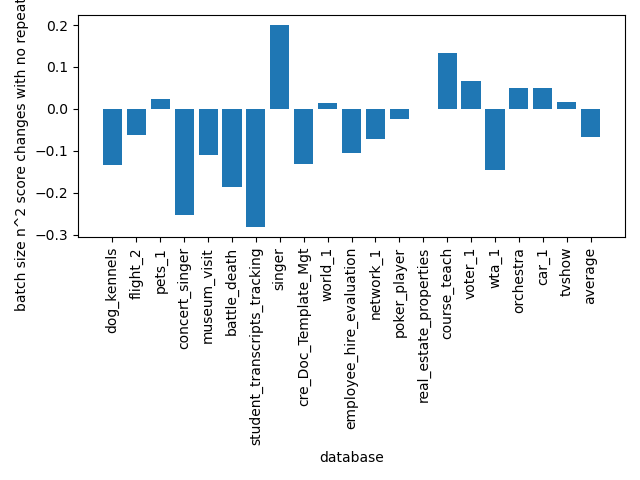 batch size n^2 score changes with no repeat
0.2
0.1
0.0
−0.1
−0.2
−0.3
dog_kennels
flight_2
pets_1
concert_singer
museum_visit
battle_death
student_transcripts_tracking
singer
cre_Doc_Template_Mgt
world_1
employee_hire_evaluation
network_1
poker_player
real_estate_properties
course_teach
voter_1
wta_1
orchestra
car_1
tvshow
average
database